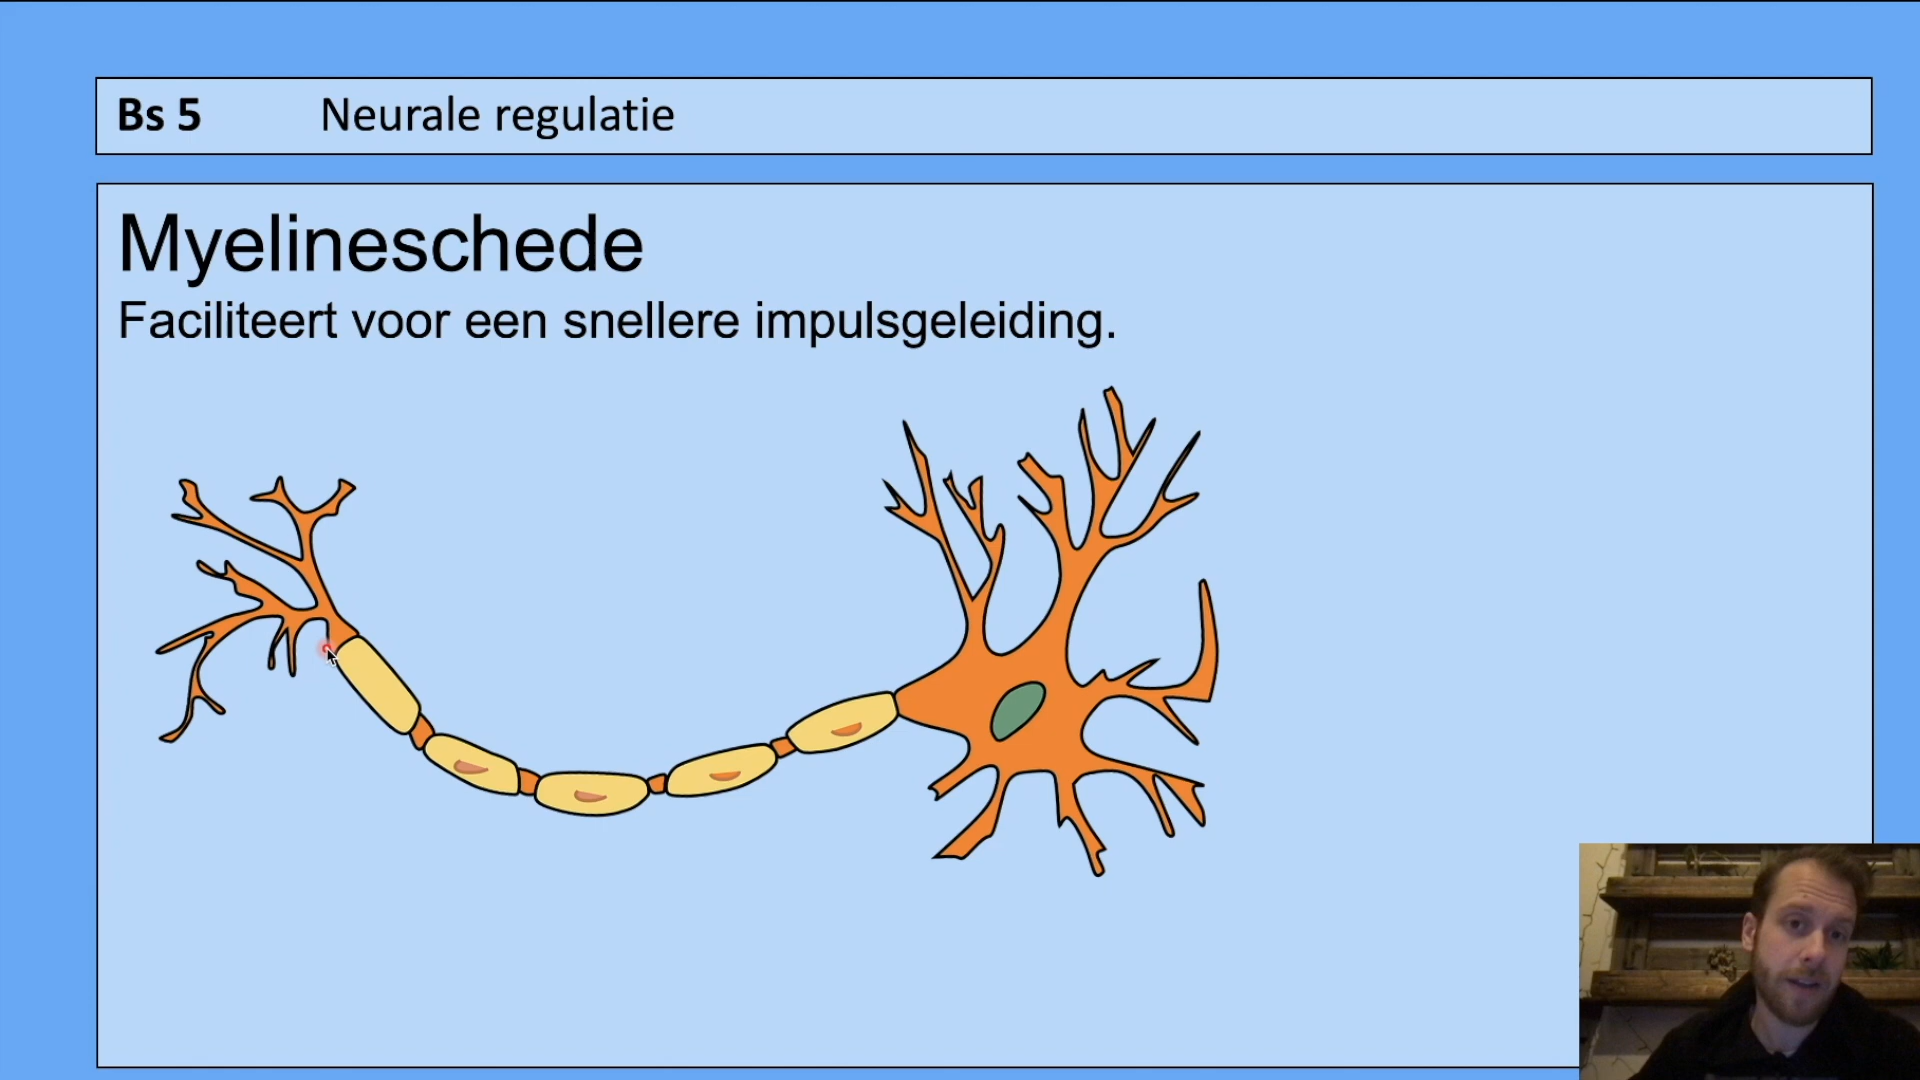 Bs 5 Neurale regulatie
Myelineschede
Faciliteert voor een snellere impulsgeleiding.